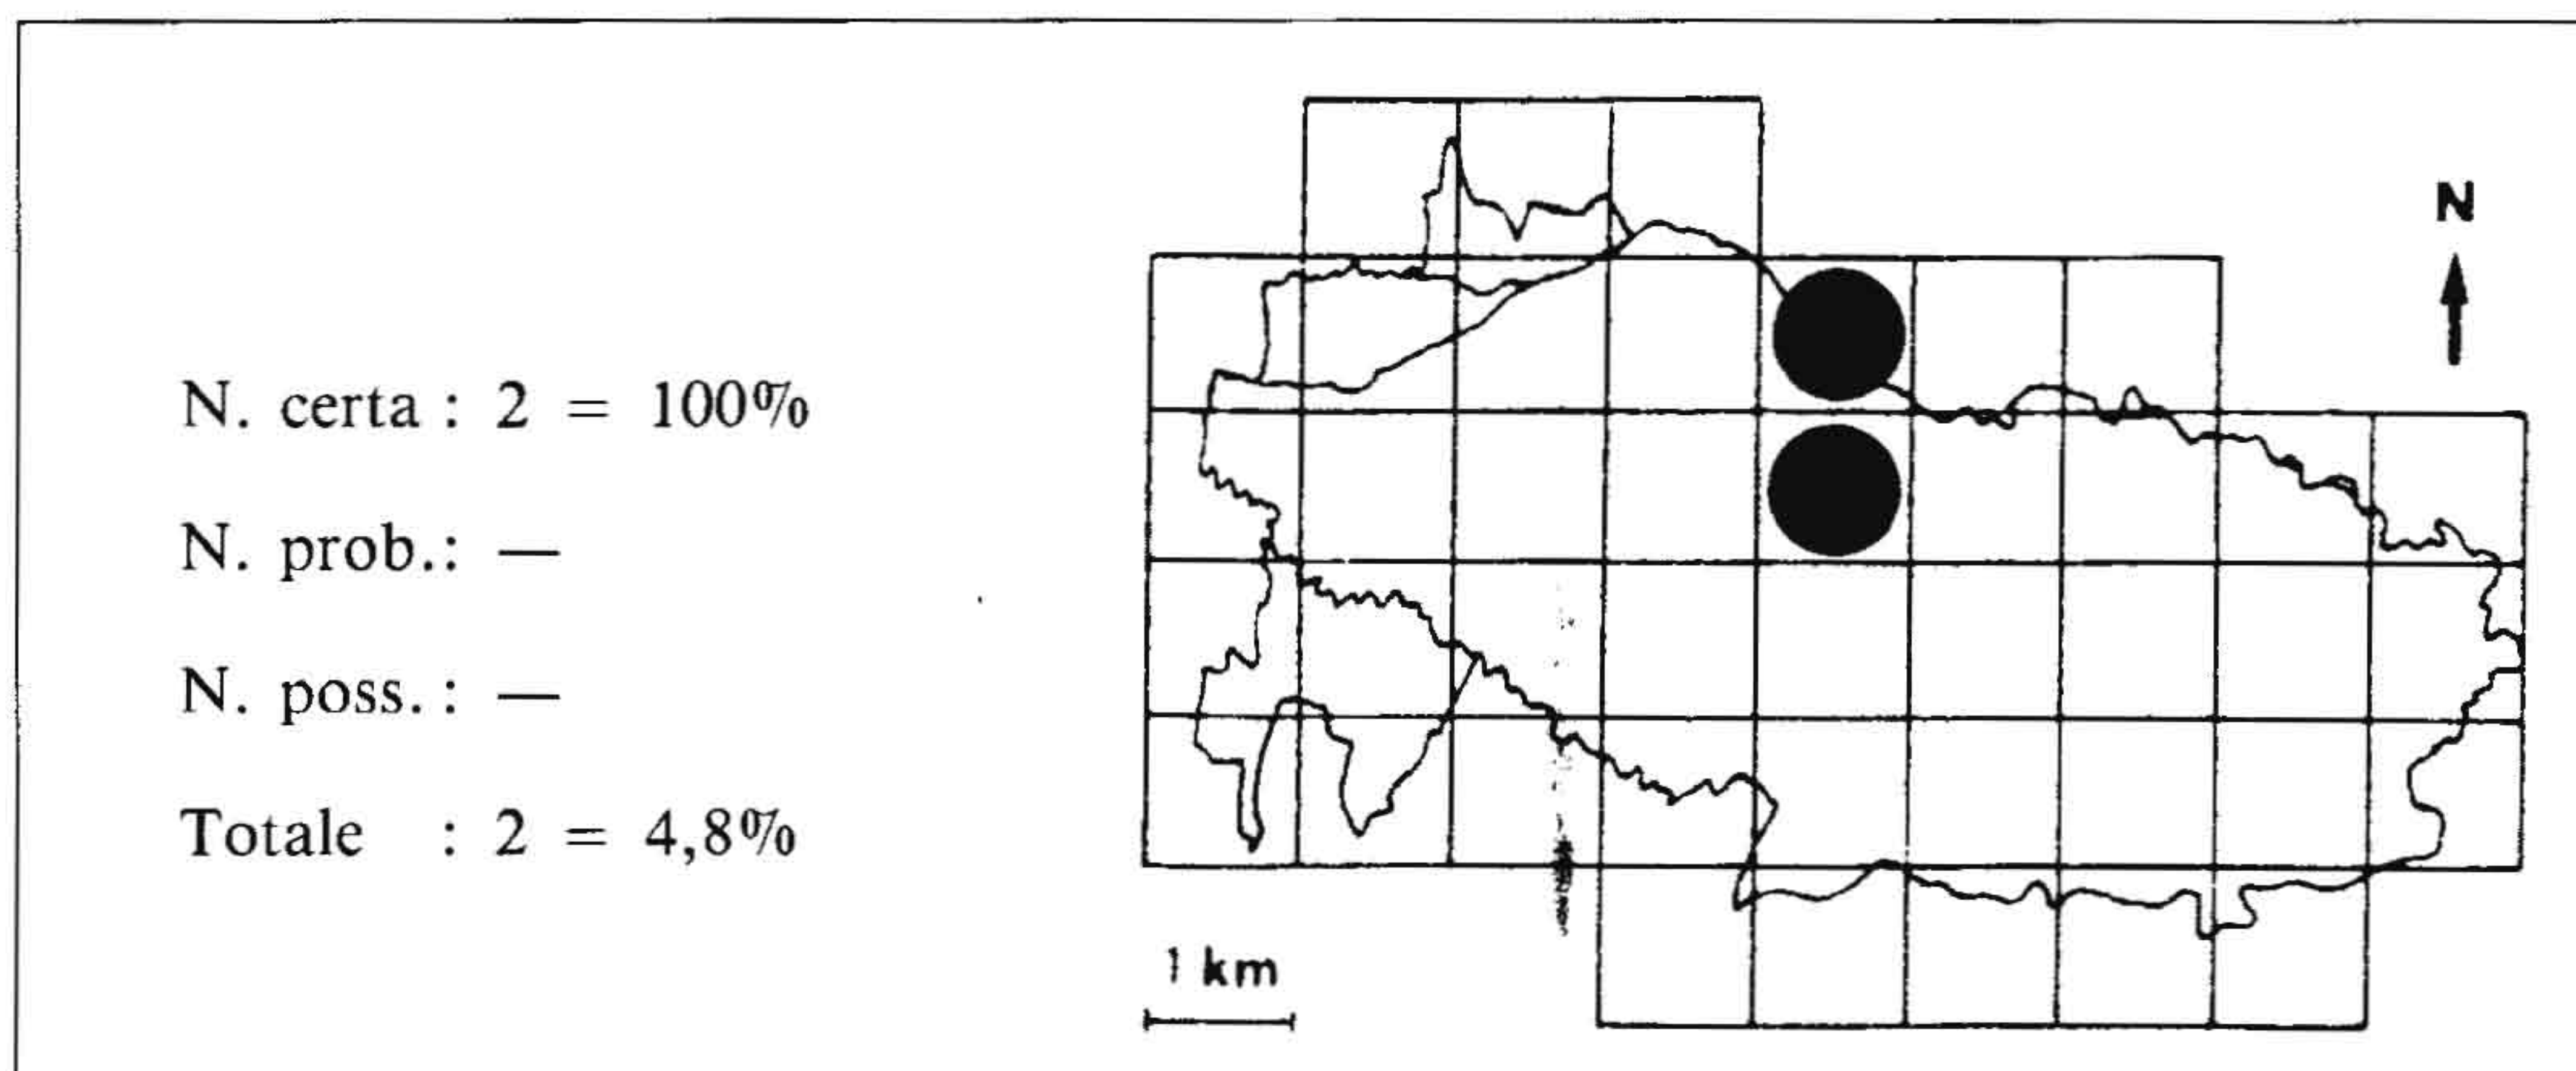 N. certa : 2 = 100%
N. prob.: —
N. poss. : —
Totale : 2 = 4,8%
N
1 km